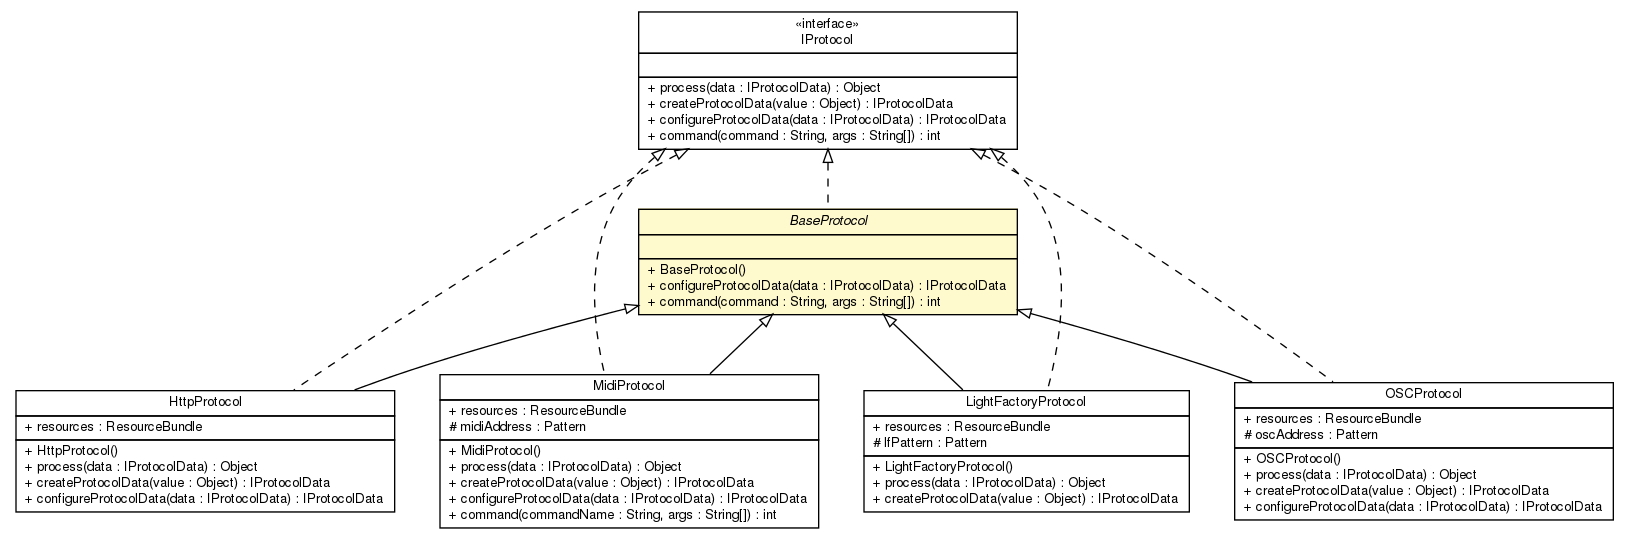 «interface»
IProtocol
+ process(data : IProtocolData) : Object
+ createProtocolData(value : Object) : IProtocolData
+ configureProtocolData(data : IProtocolData) : IProtocolData
+ command(command : String, args : String[]) : int
BaseProtocol
+ BaseProtocol()
+ configureProtocolData(data : IProtocolData) : IProtocolData
+ command(command : String, args : String[]) : int
HttpProtocol
+ resources : ResourceBundle
+ HttpProtocol()
+ process(data : IProtocolData) : Object
+ createProtocolData(value : Object) : IProtocolData
+ configureProtocolData(data : IProtocolData) : IProtocolData
MidiProtocol
+ resources : ResourceBundle
# midiAddress : Pattern
+ MidiProtocol()
+ process(data : IProtocolData) : Object
+ createProtocolData(value : Object) : IProtocolData
+ configureProtocolData(data : IProtocolData) : IProtocolData
+ command(commandName : String, args : String[]) : int
LightFactoryProtocol
+ resources : ResourceBundle
# lfPattern : Pattern
+ LightFactoryProtocol()
+ process(data : IProtocolData) : Object
+ createProtocolData(value : Object) : IProtocolData
OSCProtocol
+ resources : ResourceBundle
# oscAddress : Pattern
+ OSCProtocol()
+ process(data : IProtocolData) : Object
+ createProtocolData(value : Object) : IProtocolData
+ configureProtocolData(data : IProtocolData) : IProtocolData